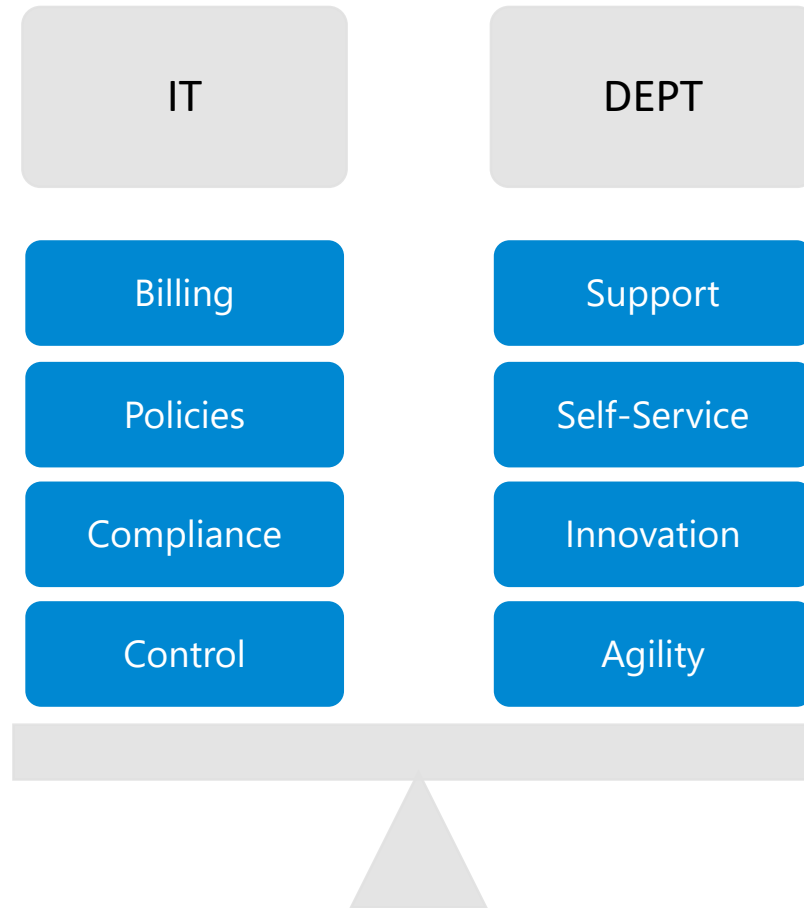 IT
DEPT
Billing
Support
Policies
Self-Service
Compliance
Innovation
Control
Agility